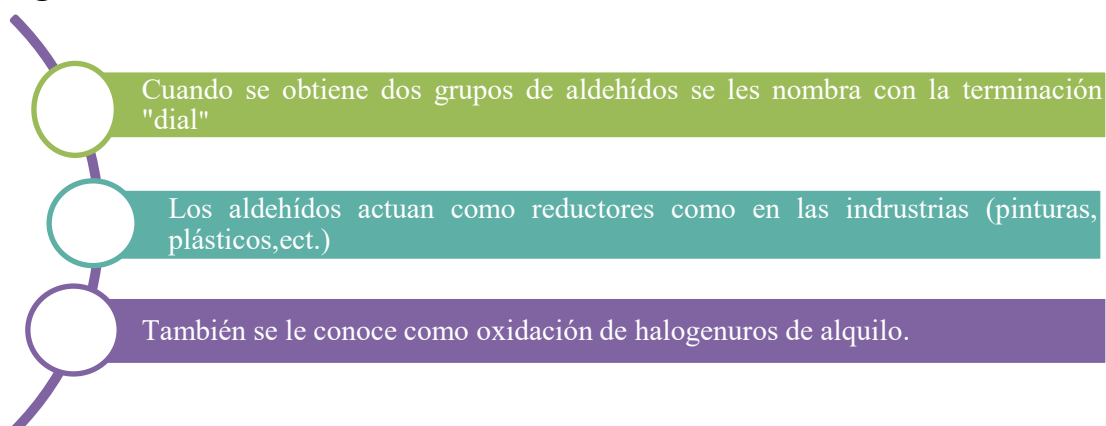 Cuando se obtiene dos grupos de aldehídos se les nombra con la terminación
"dial"
Los aldehídos actuan como reductores como en las indrustrias (pinturas,
plásticos,ect.)
También se le conoce como oxidación de halogenuros de alquilo.